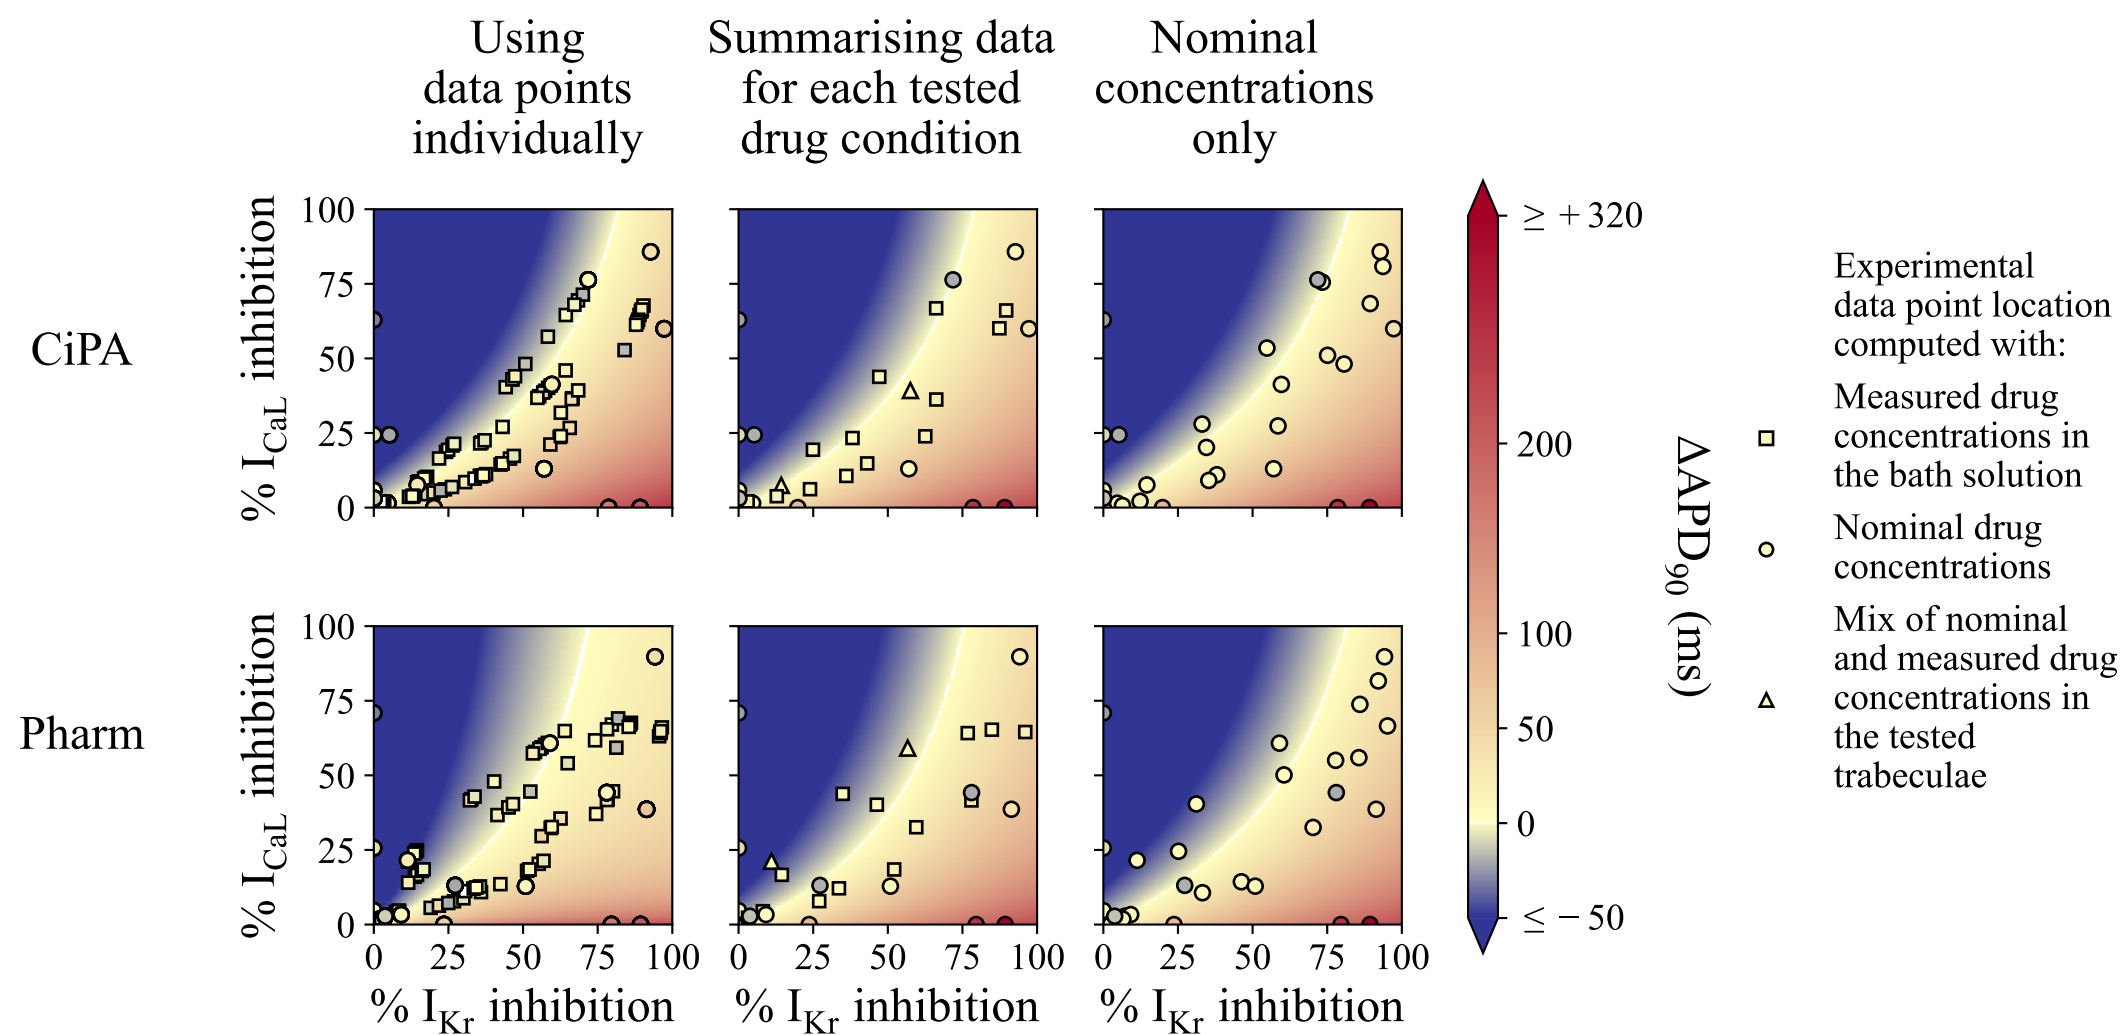 Using
data points
individually
Summarising data
for each tested
drug condition
Nominal
concentrations
only
CiPA
% I_CaL inhibition
100
75
50
25
0
Pharm
% I_CaL inhibition
100
75
50
25
0
0 25 50 75 100
0 25 50 75 100
0 25 50 75 100
% I_Kr inhibition
% I_Kr inhibition
% I_Kr inhibition
≥ +320
200
100
50
0
≤ −50
ΔAPD_90 (ms)
Experimental
data point location
computed with:
Measured drug
concentrations in
the bath solution
Nominal drug
concentrations
Mix of nominal
and measured drug
concentrations in
the tested
trabeculae